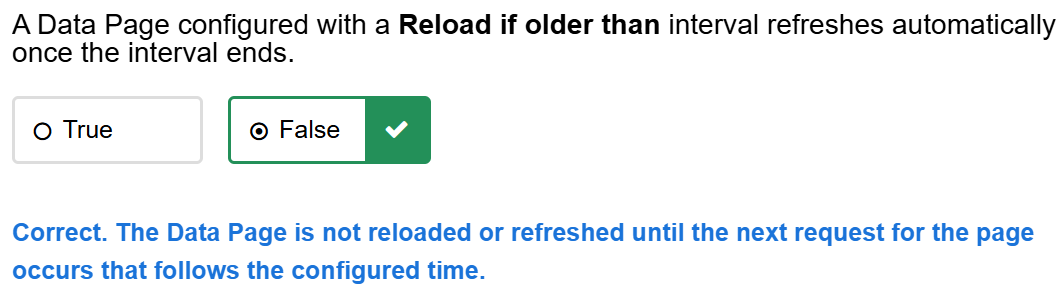 A Data Page configured with a Reload if older than interval refreshes automatically
once the interval ends.
True
False
Correct. The Data Page is not reloaded or refreshed until the next request for the page
occurs that follows the configured time.